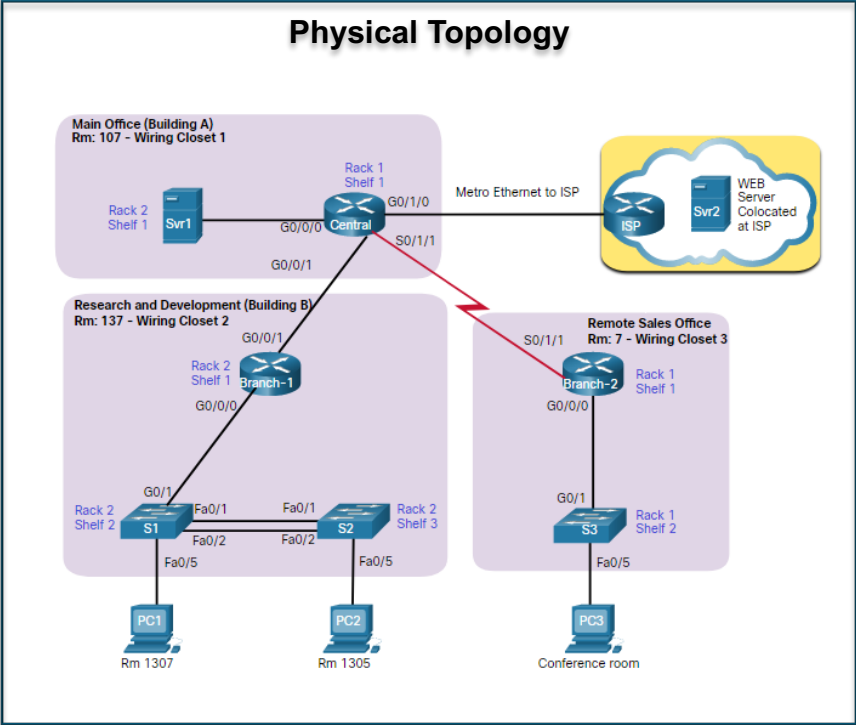 Physical Topology
Main Office (Building A)
Rm: 107 - Wiring Closet 1
Rack 1
Shelf 1
Rack 2
Shelf 1
Svr1
G0/0/0
Central
G0/1/0
S0/1/1
G0/0/1
Metro Ethernet to ISP
ISP
Svr2
WEB
Server
Colocated
at ISP
Research and Development (Building B)
Rm: 137 - Wiring Closet 2
G0/0/1
Rack 2
Shelf 1
Branch-1
G0/0/0
G0/1
Rack 2
Shelf 2
S1
Fa0/1
Fa0/2
Fa0/1
Fa0/2
S2
Rack 2
Shelf 3
Fa0/5
Fa0/5
PC1
Rm 1307
PC2
Rm 1305
Remote Sales Office
Rm: 7 - Wiring Closet 3
S0/1/1
Branch-2
Rack 1
Shelf 1
G0/0/0
G0/1
S3
Rack 1
Shelf 2
Fa0/5
PC3
Conference room